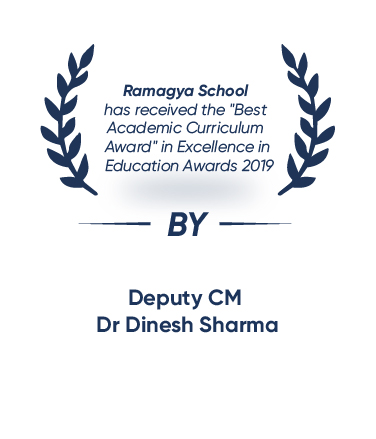 Ramagya School
has received the "Best
Academic Curriculum
Award" in Excellence in
Education Awards 2019
BY
Deputy CM
Dr Dinesh Sharma